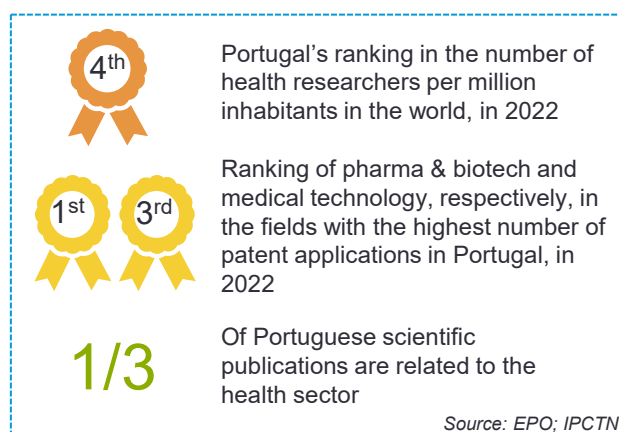 4th
Portugal’s ranking in the number of
health researchers per million
inhabitants in the world, in 2022
1st 3rd
Ranking of pharma & biotech and
medical technology, respectively, in
the fields with the highest number of
patent applications in Portugal, in
2022
1/3
Of Portuguese scientific
publications are related to the
health sector
Source: EPO; IPCTN